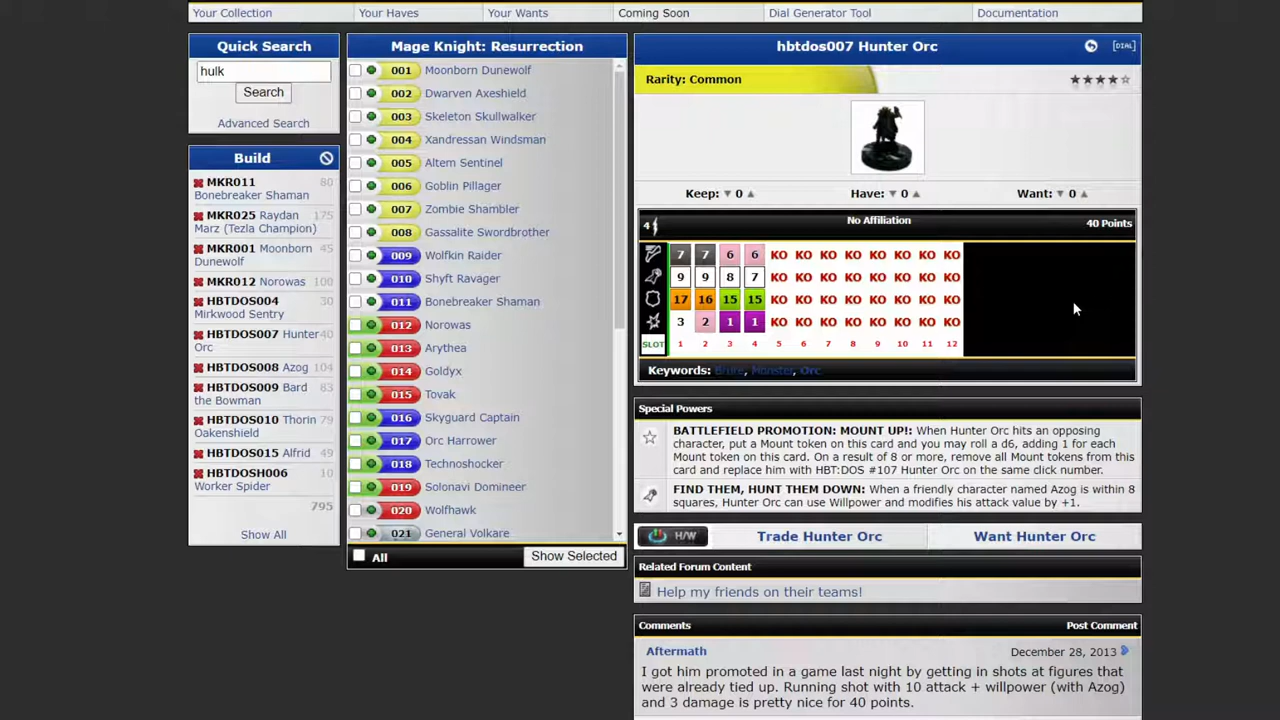 Your Collection
Your Haves
Your Wants
Coming Soon
Dial Generator Tool
Documentation
Quick Search
hulk
Search
Advanced Search
Build
MKR011 80
Bonebreaker Shaman
MKR025 Raydan 175
Marz (Tezla Champion)
MKR001 Moonborn 45
Dunewolf
MKR012 Norowas 100
HBTDOS004 30
Mirkwood Sentry
HBTDOS007 Hunter 40
Orc
HBTDOS008 Azog 104
HBTDOS009 Bard 83
the Bowman
HBTDOS010 Thorin 79
Oakenshield
HBTDOS015 Alfrid 49
HBTDOSH006 10
Worker Spider
795
Show All
Mage Knight: Resurrection
001 Moonborn Dunewolf
002 Dwarven Axeshield
003 Skeleton Skullwalker
004 Xandressan Windsman
005 Altem Sentinel
006 Goblin Pillager
007 Zombie Shambler
008 Gassalite Swordbrother
009 Wolfkin Raider
010 Shyft Ravager
011 Bonebreaker Shaman
012 Norowas
013 Arythea
014 Goldyx
015 Tovak
016 Skyguard Captain
017 Orc Harrower
018 Technoshocker
019 Solonavi Domineer
020 Wolfhawk
021 General Volkare
All
Show Selected
hbtdos007 Hunter Orc
[DIAL]
Rarity: Common
Keep: 0
Have: 0
Want: 0
4
No Affiliation
40 Points
7 7 6 6 KO KO KO KO KO KO KO KO
9 9 8 7 KO KO KO KO KO KO KO KO
17 16 15 15 KO KO KO KO KO KO KO KO
3 2 1 1 KO KO KO KO KO KO KO KO
SLOT 1 2 3 4 5 6 7 8 9 10 11 12
Keywords: Brute, Monster, Orc
Special Powers
BATTLEFIELD PROMOTION: MOUNT UP!: When Hunter Orc hits an opposing
character, put a Mount token on this card and you may roll a d6, adding 1 for each
Mount token on this card. On a result of 8 or more, remove all Mount tokens from this
card and replace him with HBT:DOS #107 Hunter Orc on the same click number.
FIND THEM, HUNT THEM DOWN: When a friendly character named Azog is within 8
squares, Hunter Orc can use Willpower and modifies his attack value by +1.
H/W
Trade Hunter Orc
Want Hunter Orc
Related Forum Content
Help my friends on their teams!
Comments
Post Comment
Aftermath
December 28, 2013
I got him promoted in a game last night by getting in shots at figures that
were already tied up. Running shot with 10 attack + willpower (with Azog)
and 3 damage is pretty nice for 40 points.